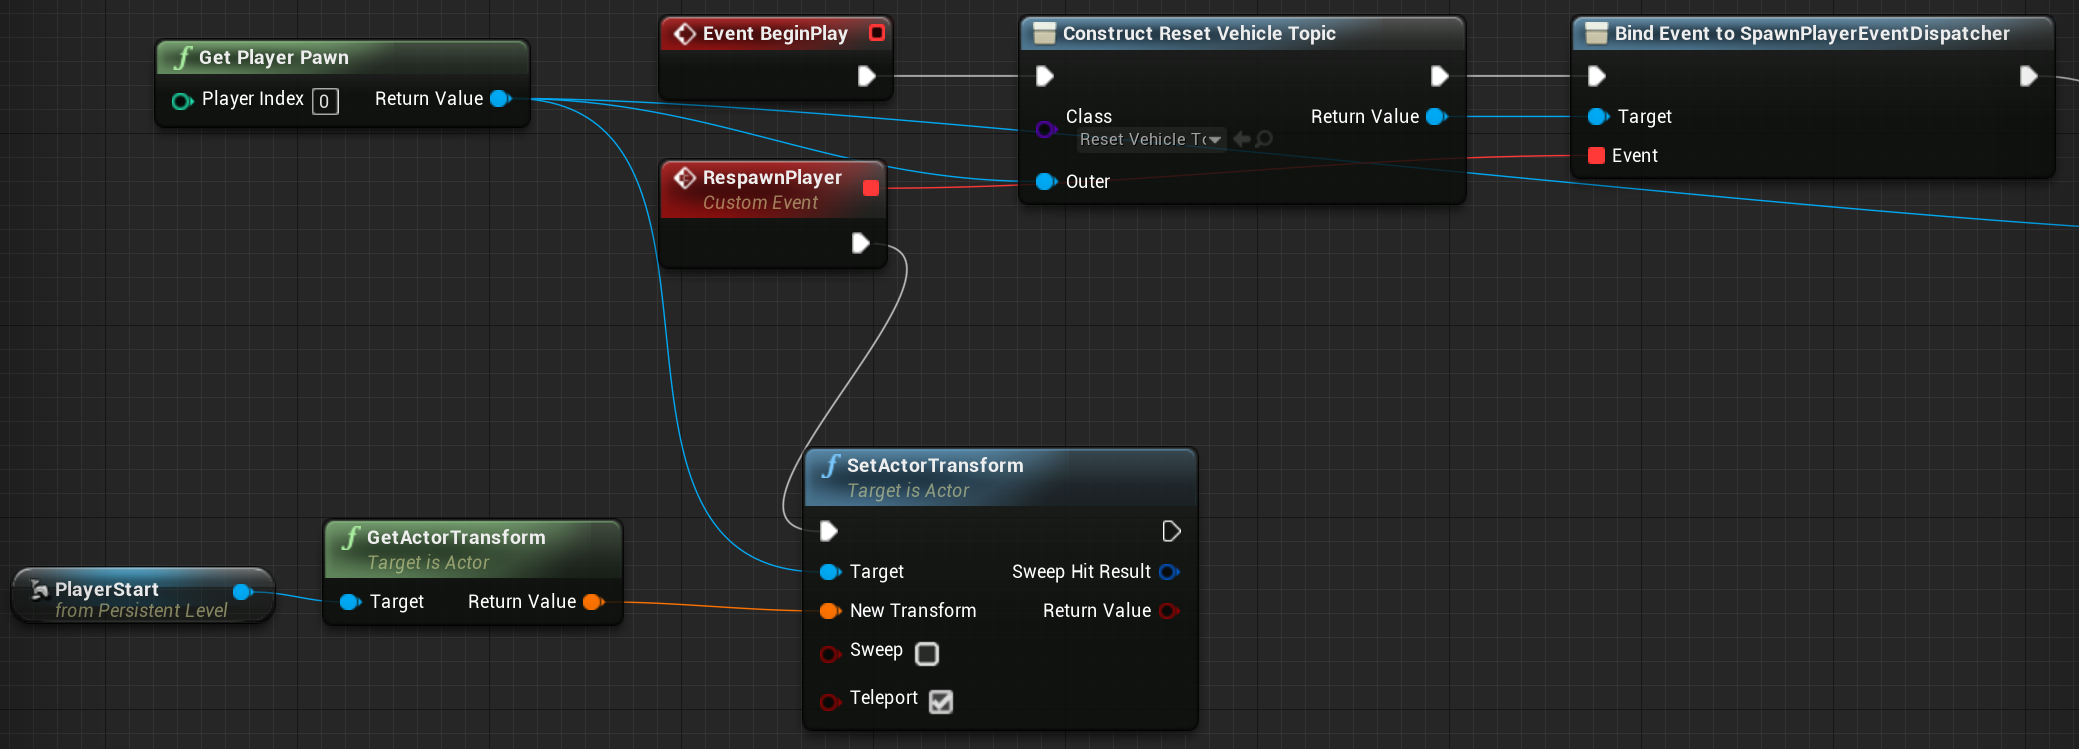 Get Player Pawn
Player Index 0 Return Value
Event BeginPlay
Construct Reset Vehicle Topic
Class
Reset Vehicle To
Return Value
Outer
Bind Event to SpawnPlayerEventDispatcher
Target
Event
RespawnPlayer
Custom Event
SetActorTransform
Target is Actor
Target Sweep Hit Result
New Transform Return Value
Sweep
Teleport
GetActorTransform
Target is Actor
Target Return Value
PlayerStart
from Persistent Level